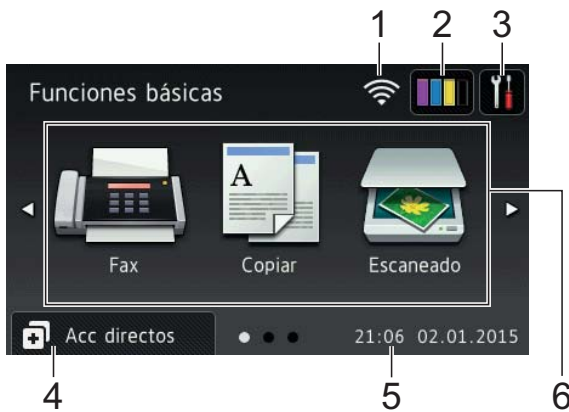 1 2 3
Funciones básicas
A
Fax Copiar Escaneado
Acc directos 21:06 02.01.2015
4 5 6